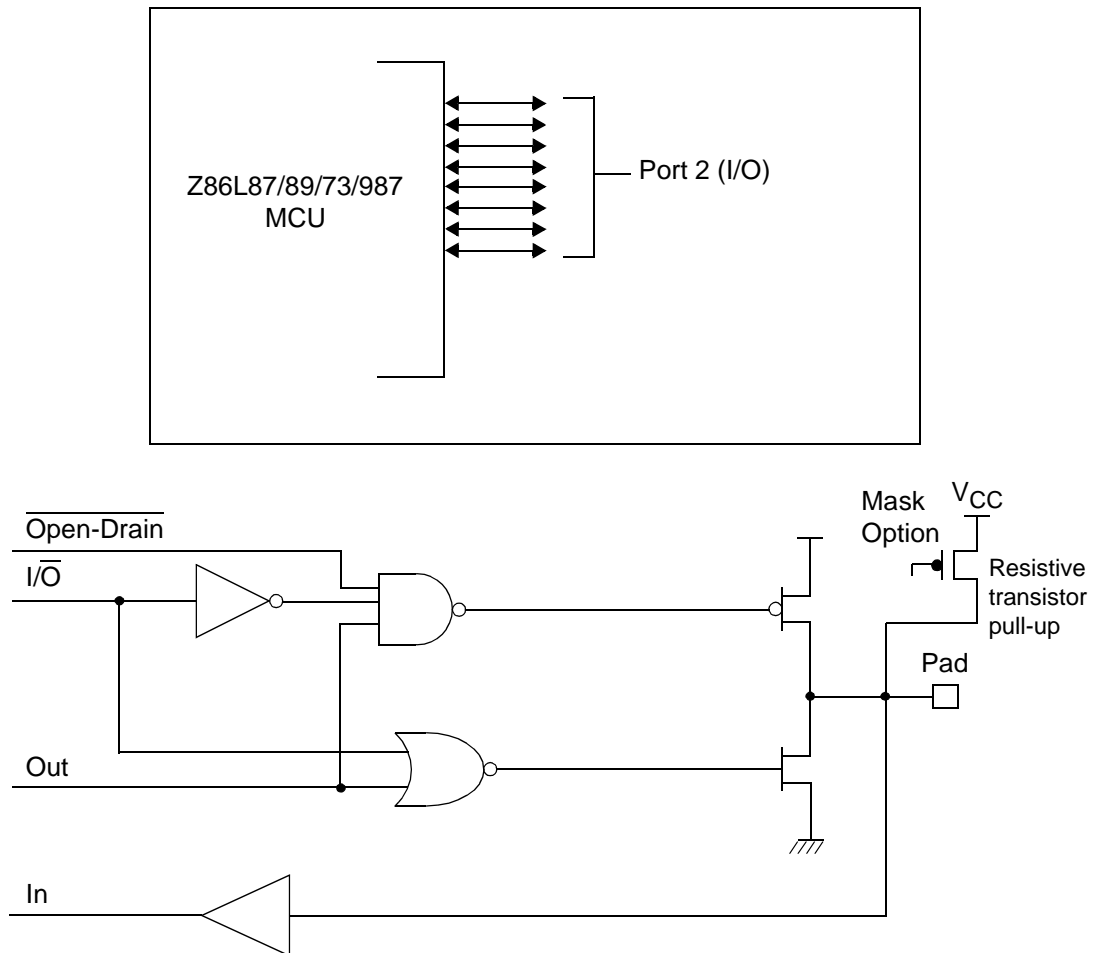 Z86L87/89/73/987
MCU
Port 2 (I/O)
Open-Drain
I/O
Mask
Option
VCC
Resistive
transistor
pull-up
Pad
Out
In